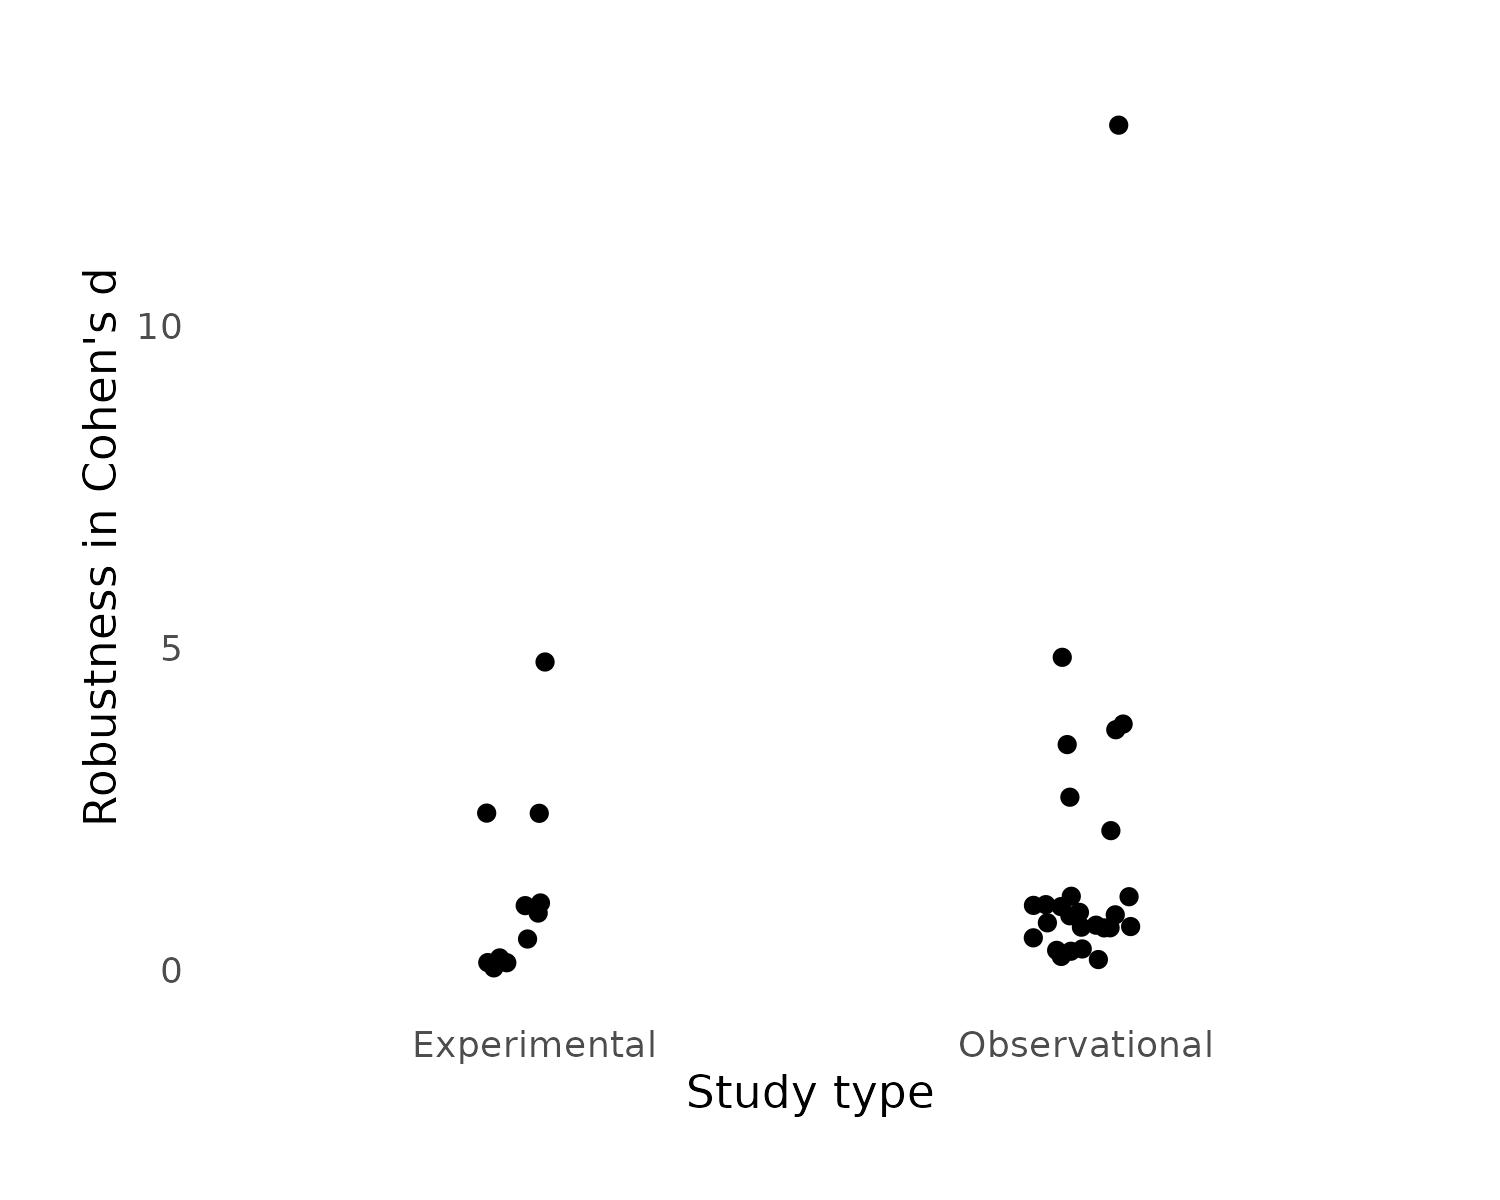 Robustness in Cohen's d
10
5
0
Experimental
Observational
Study type